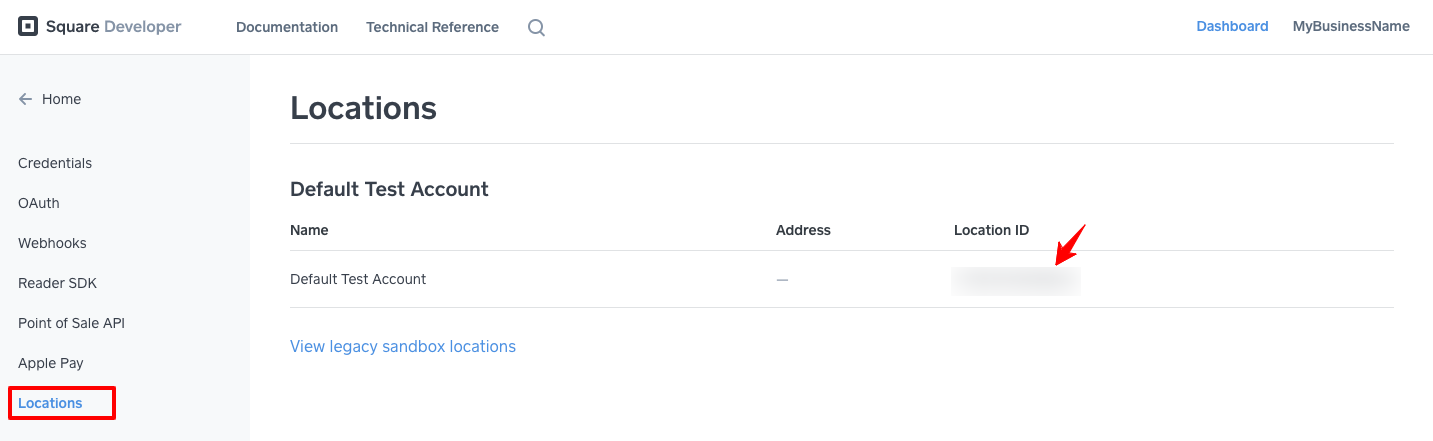 Square Developer
Documentation
Technical Reference
Dashboard
MyBusinessName
Home
Credentials
OAuth
Webhooks
Reader SDK
Point of Sale API
Apple Pay
Locations
Locations
Default Test Account
Name Address Location ID
Default Test Account —
View legacy sandbox locations